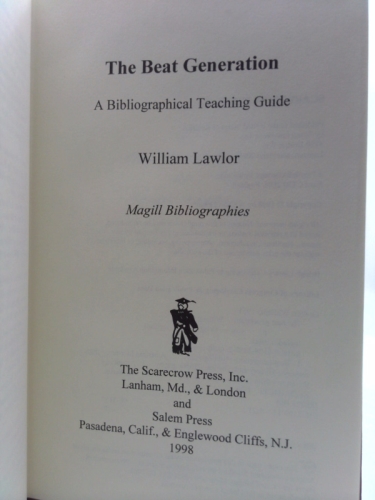 The Beat Generation
A Bibliographical Teaching Guide
William Lawlor
Magill Bibliographies
The Scarecrow Press, Inc.
Lanham, Md., & London
and
Salem Press
Pasadena, Calif., & Englewood Cliffs, N.J.
1998